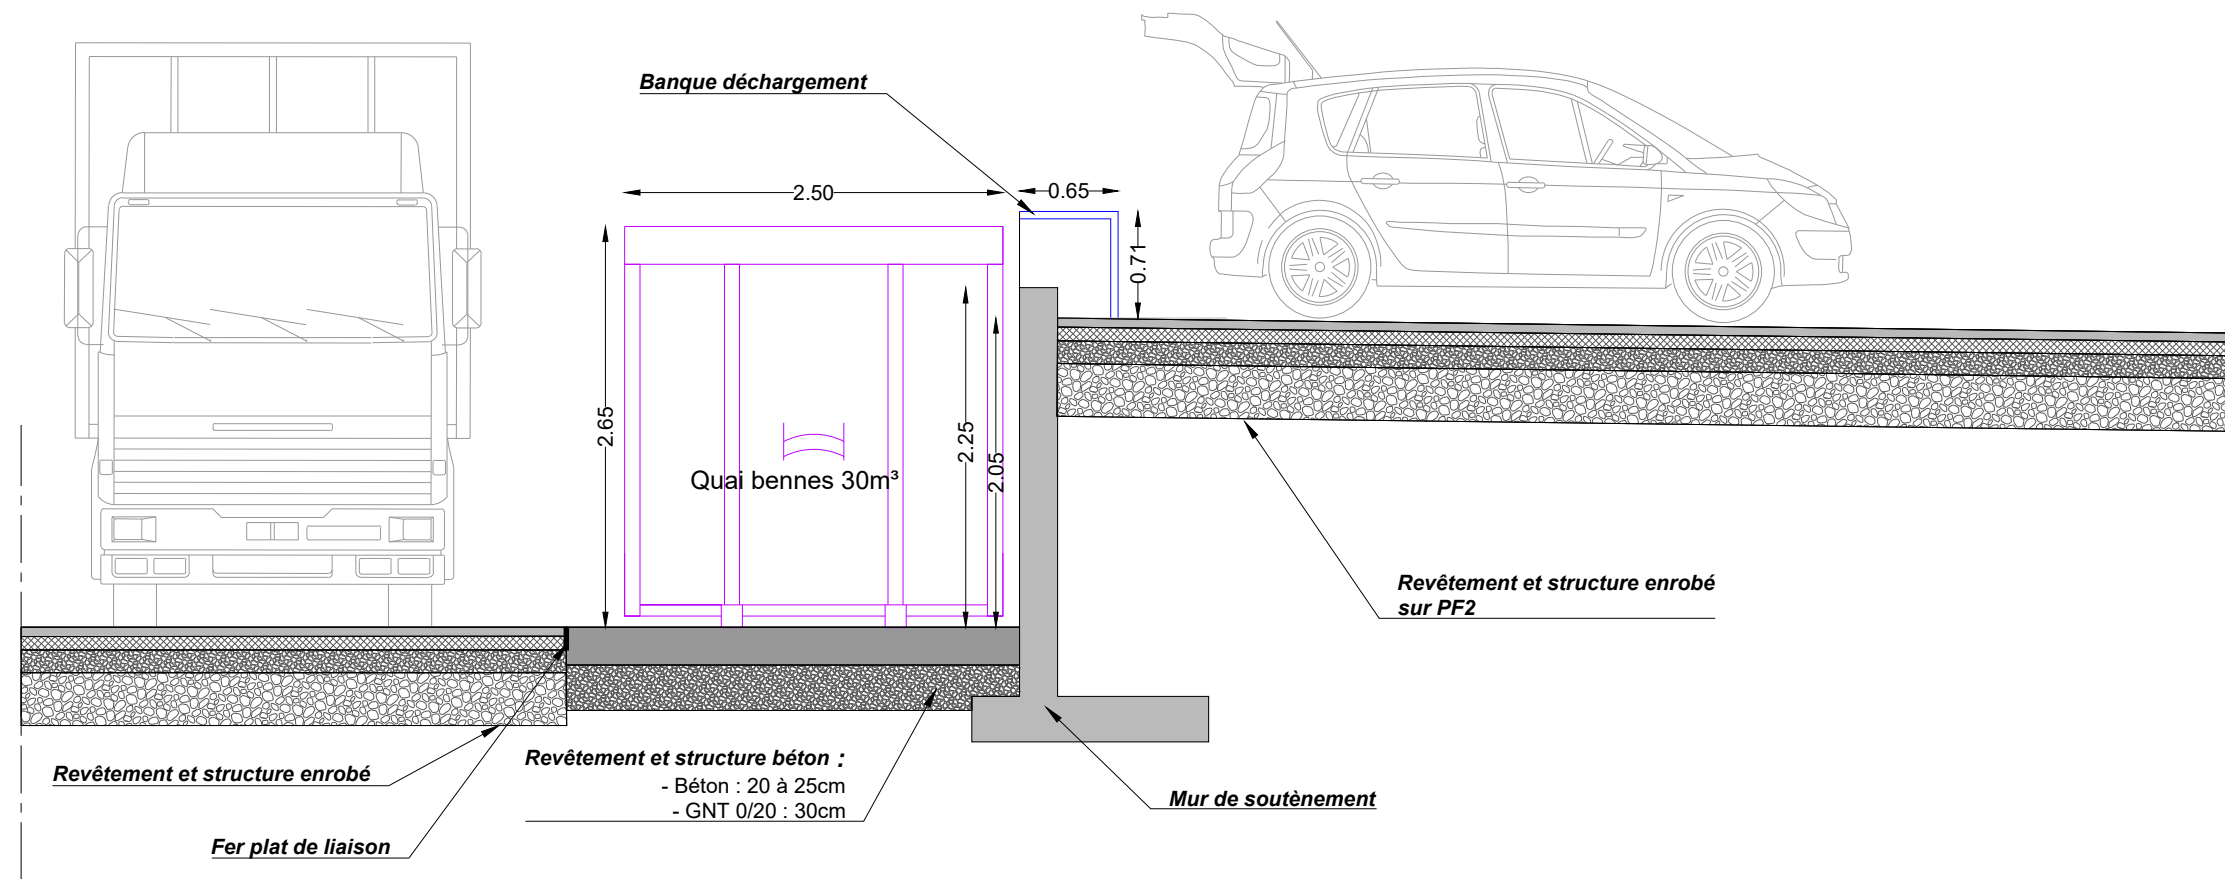 Banque déchargement
2.50
0.65
0.71
2.65
2.25
2.05
Quai bennes 30m³
Revêtement et structure enrobé
sur PF2
Revêtement et structure béton :
- Béton : 20 à 25cm
- GNT 0/20 : 30cm
Revêtement et structure enrobé
Mur de soutènement
Fer plat de liaison